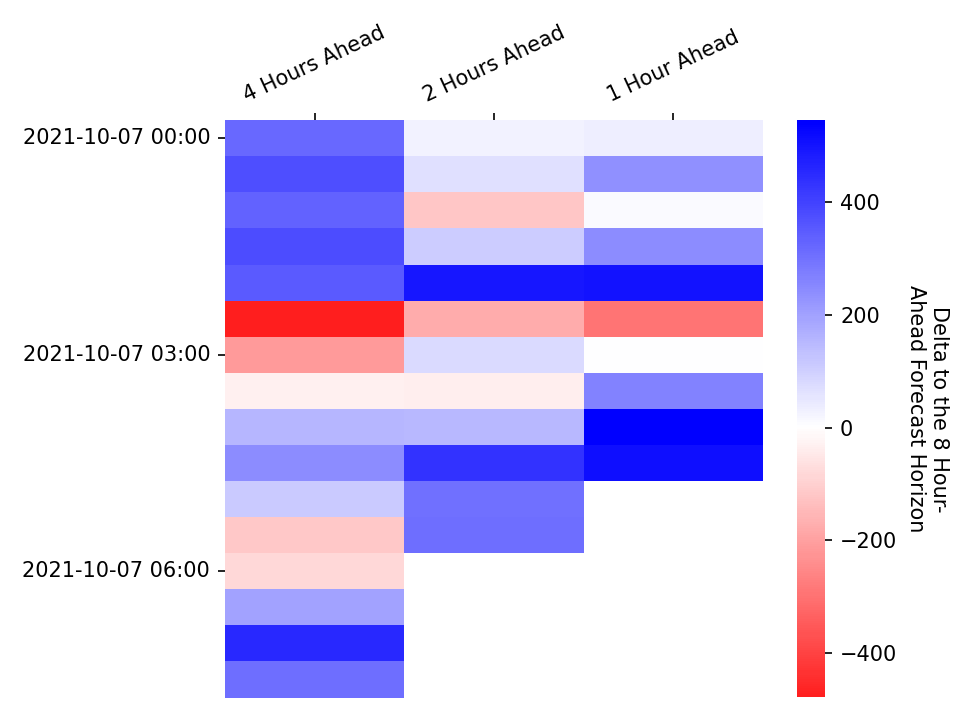 4 Hours Ahead
2 Hours Ahead
1 Hour Ahead
2021-10-07 00:00
2021-10-07 03:00
2021-10-07 06:00
400
200
0
−200
−400
Delta to the 8 Hour-
Ahead Forecast Horizon